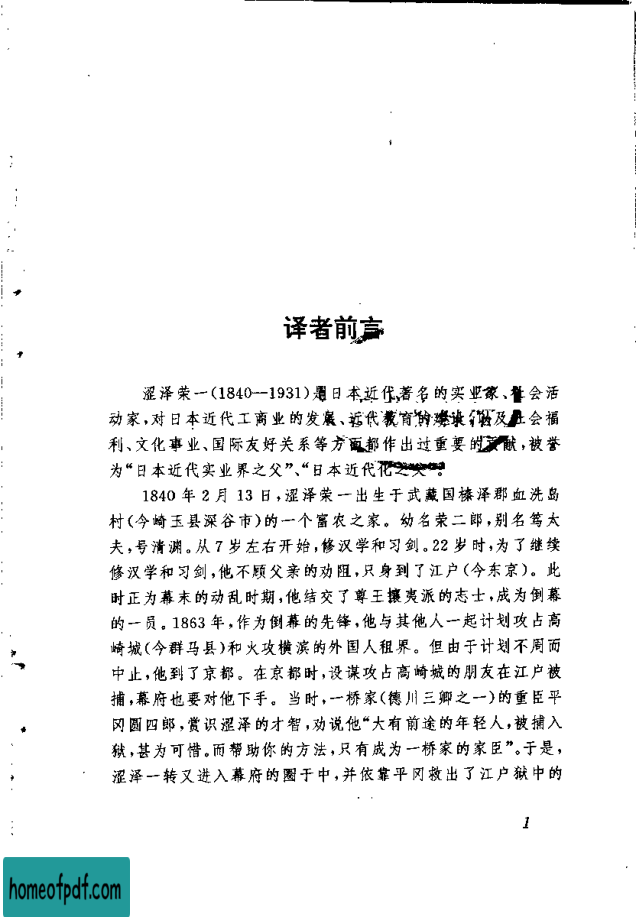 译者前言
涩泽荣一(1840—1931)是日本近代著名的实业家、社会活
动家,对日本近代工商业的发展、近代教育的 及社会福
利、文化事业、国际友好关系等方面都作出过重要的贡献,被誉
为“日本近代实业界之父”、“日本近代化之父”。
1840 年 2 月 13 日,涩泽荣一出生于武藏国榛泽郡血洗岛
村(今崎玉县深谷市)的一个富农之家。幼名荣二郎,别名笃太
夫,号清渊。从 7 岁左右开始,修汉学和习剑。22 岁时,为了继续
修汉学和习剑,他不顾父亲的劝阻,只身到了江户(今东京)。此
时正为幕末的动乱时期,他结交了尊王攘夷派的志士,成为倒幕
的一员。1863 年,作为倒幕的先锋,他与其他人一起计划攻占高
崎城(今群马县)和火攻横滨的外国人租界。但由于计划不周而
中止,他到了京都。在京都时,设谋攻占高崎城的朋友在江户被
捕,幕府也要对他下手。当时,一桥家(德川三卿之一)的重臣平
冈圆四郎,赏识涩泽的才智,劝说他“大有前途的年轻人,被捕入
狱,甚为可惜。而帮助你的方法,只有成为一桥家的家臣”。于是,
涩泽一转又进入幕府的圈于中,并依靠平冈救出了江户狱中的
1
homeofpdf.com